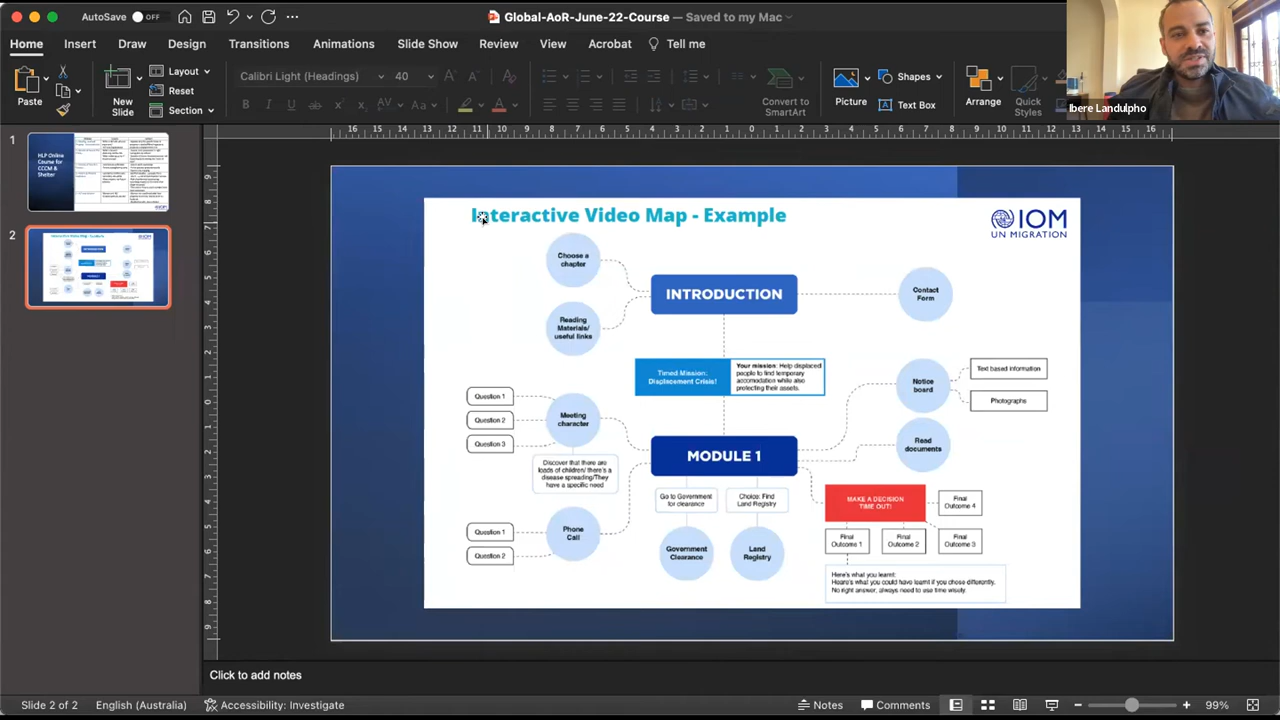 AutoSave OFF
Global-AoR-June-22-Course — Saved to my Mac
Home Insert Draw Design Transitions Animations Slide Show Review View Acrobat Tell me
Paste
New
Slide
Layout
Reset
Section
Calibri Light (Headings) 40
Convert to
SmartArt
Picture
Shapes
Text Box
Arrange
Quick
Styles
Ibere Landulpho
1
HLP Online
Course for
CCCM &
Shelter
2
Interactive Video Map - Example
IOM
UN MIGRATION
Choose a
chapter
INTRODUCTION
Contact
Form
Reading
Materials/
useful links
Timed Mission:
Displacement Crisis!
Your mission: Help displaced
people to find temporary
accomodation while also
protecting their assets.
Notice
board
Text based information
Photographs
Question 1
Question 2
Question 3
Meeting
character
Discover that there are
loads of children/ there's a
disease spreading/They
have a specific need
MODULE 1
Read
documents
Go to Government
for clearance
Choice: Find
Land Registry
MAKE A DECISION
TIME OUT!
Final
Outcome 4
Question 1
Question 2
Phone
Call
Government
Clearance
Land
Registry
Final
Outcome 1
Final
Outcome 2
Final
Outcome 3
Here's what you learnt:
Heare's what you could have learnt if you chose differently.
No right answer, always need to use time wisely
Click to add notes
Slide 2 of 2 English (Australia) Accessibility: Investigate Notes Comments 99%